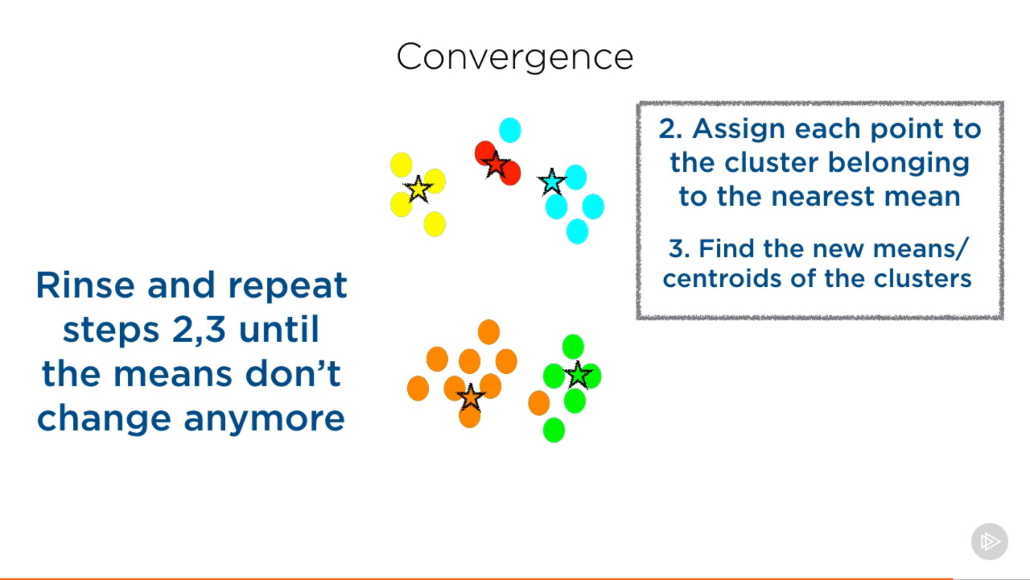 Convergence
2. Assign each point to
the cluster belonging
to the nearest mean
3. Find the new means/
centroids of the clusters
Rinse and repeat
steps 2,3 until
the means don't
change anymore